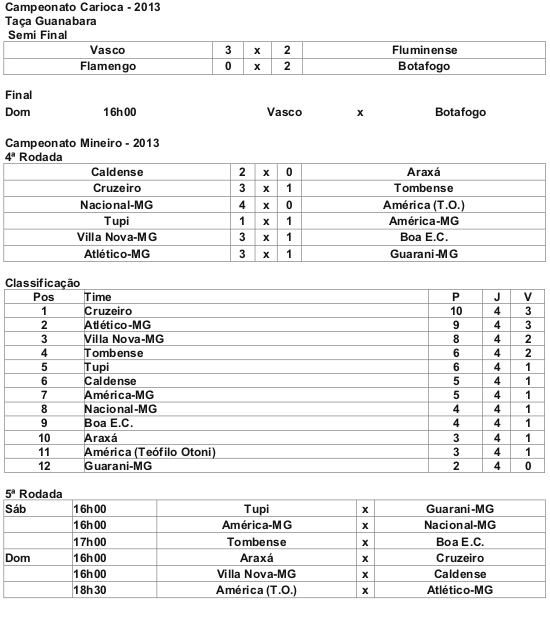 Campeonato Carioca - 2013
Taça Guanabara
Semi Final
Vasco 3 x 2 Fluminense
Flamengo 0 x 2 Botafogo
Final
Dom 16h00 Vasco x Botafogo
Campeonato Mineiro - 2013
4ª Rodada
Caldense 2 x 0 Araxá
Cruzeiro 3 x 1 Tombense
Nacional-MG 4 x 0 América (T.O.)
Tupi 1 x 1 América-MG
Villa Nova-MG 3 x 1 Boa E.C.
Atlético-MG 3 x 1 Guarani-MG
Classificação
Pos Time P J V
1 Cruzeiro 10 4 3
2 Atlético-MG 9 4 3
3 Villa Nova-MG 8 4 2
4 Tombense 6 4 2
5 Tupi 6 4 1
6 Caldense 5 4 1
7 América-MG 5 4 1
8 Nacional-MG 4 4 1
9 Boa E.C. 4 4 1
10 Araxá 3 4 1
11 América (Teófilo Otoni) 3 4 1
12 Guarani-MG 2 4 0
5ª Rodada
Sáb 16h00 Tupi x Guarani-MG
16h00 América-MG x Nacional-MG
17h00 Tombense x Boa E.C.
Dom 16h00 Araxá x Cruzeiro
16h00 Villa Nova-MG x Caldense
18h30 América (T.O.) x Atlético-MG